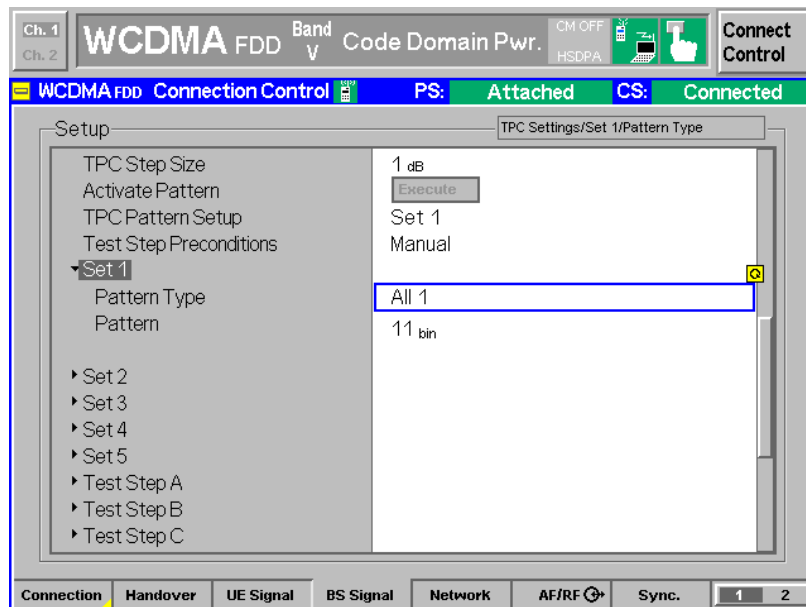 Ch. 1
Ch. 2
WCDMA FDD Band V Code Domain Pwr.
CM OFF
HSDPA
Connect Control
WCDMA FDD Connection Control PS: Attached CS: Connected
Setup TPC Settings/Set 1/Pattern Type
TPC Step Size 1 dB
Activate Pattern Execute
TPC Pattern Setup Set 1
Test Step Preconditions Manual
Set 1
Pattern Type All 1
Pattern 11 bin
Set 2
Set 3
Set 4
Set 5
Test Step A
Test Step B
Test Step C
Connection Handover UE Signal BS Signal Network AF/RF Sync. 1 2